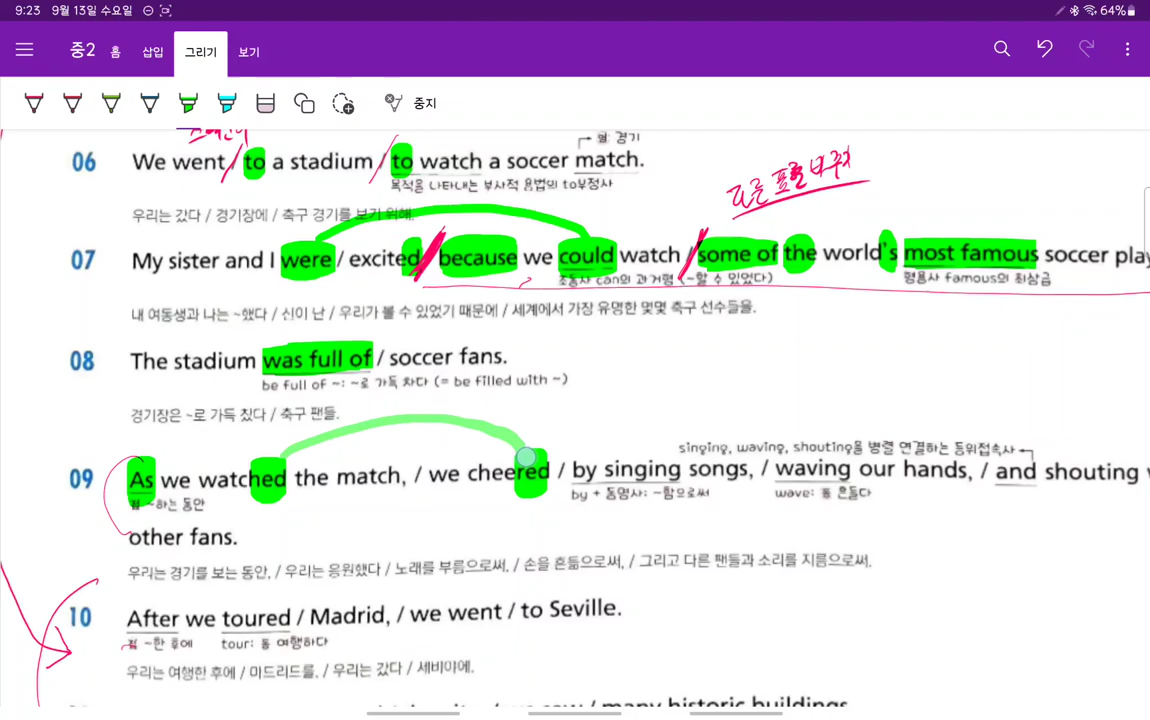 9:23 9월 13일 수요일 64%
중2 홈 삽입 그리기 보기
중지
명: 경기
06 We went / to a stadium / to watch a soccer match.
목적을 나타내는 부사적 용법의 to부정사
우리는 갔다 / 경기장에 / 축구 경기를 보기 위해.
07 My sister and I were / excited / because we could watch / some of the world's most famous soccer play
조동사 can의 과거형 (~할 수 있었다) 형용사 famous의 최상급
내 여동생과 나는 ~했다 / 신이 난 / 우리가 볼 수 있었기 때문에 / 세계에서 가장 유명한 몇몇 축구 선수들을.
08 The stadium was full of / soccer fans.
be full of ~: ~로 가득 차다 (= be filled with ~)
경기장은 ~로 가득 찼다 / 축구 팬들.
singing, waving, shouting을 병렬 연결하는 등위접속사
09 As we watched the match, / we cheered / by singing songs, / waving our hands, / and shouting
접 ~하는 동안 by + 동명사: ~함으로써 wave: 동 흔들다
other fans.
우리는 경기를 보는 동안, / 우리는 응원했다 / 노래를 부름으로써, / 손을 흔듦으로써, / 그리고 다른 팬들과 소리를 지름으로써.
10 After we toured / Madrid, / we went / to Seville.
접 ~한 후에 tour: 동 여행하다
우리는 여행한 후에 / 마드리드를, / 우리는 갔다 / 세비야에.
many historic buildings